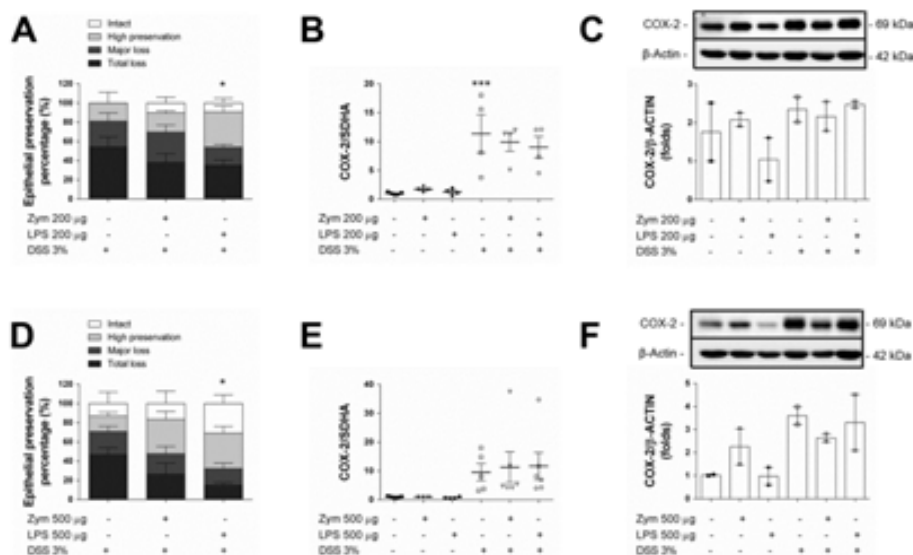 A
Intact
High preservation
Major loss
Total loss
Epithelial preservation
percentage (%)
120
100
80
60
40
20
0
*
Zym 200 µg - + -
LPS 200 µg - - +
DSS 3% + + +
B
COX-2/SDHA
20
15
10
5
0
***
Zym 200 µg - + - - + -
LPS 200 µg - - + - - +
DSS 3% - - - + + +
C
COX-2 - - 69 kDa
β-Actin - - 42 kDa
COX-2/β-ACTIN
(folds)
3
2
1
0
Zym 200 µg - + - - + -
LPS 200 µg - - + - - +
DSS 3% - - - + + +
D
Intact
High preservation
Major loss
Total loss
Epithelial preservation
percentage (%)
120
100
80
60
40
20
0
*
Zym 500 µg - + -
LPS 500 µg - - +
DSS 3% + + +
E
COX-2/SDHA
40
30
20
10
0
Zym 500 µg - + - - + -
LPS 500 µg - - + - - +
DSS 3% - - - + + +
F
COX-2 - - 69 kDa
β-Actin - - 42 kDa
COX-2/β-ACTIN
(folds)
5
4
3
2
1
0
Zym 500 µg - + - - + -
LPS 500 µg - - + - - +
DSS 3% - - - + + +